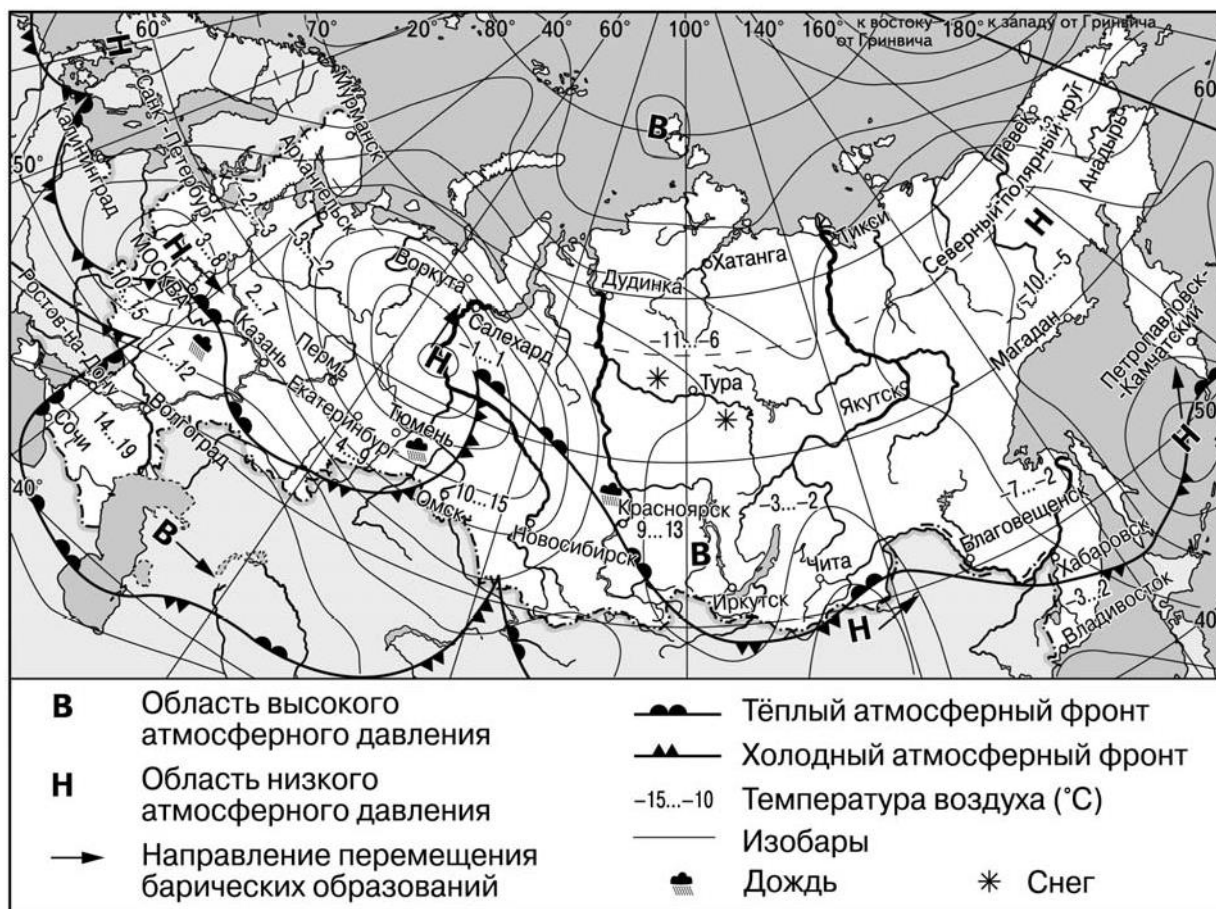 60°
70°
20°
40°
60°
100°
140°
160°
180°
к востоку
от Гринвича
к западу от Гринвича
60°
50°
40°
50°
40°
Н
В
Н
Н
Н
Н
Н
В
В
Калининград
Санкт-Петербург
Мурманск
Архангельск
МОСКВА
Воркута
Салехард
Дудинка
Хатанга
Тикси
Певек
Северный полярный круг
Анадырь
Ростов-на-Дону
Казань
Пермь
Екатеринбург
Тюмень
Тура
Якутск
Магадан
Петропавловск-
-Камчатский
Сочи
Волгоград
Омск
Новосибирск
Красноярск
Иркутск
Чита
Благовещенск
Хабаровск
Владивосток
-2...3
-3...2
3...8
2...7
10...15
7...12
14...19
4...9
-1...1
10...15
-11...-6
9...13
-3...-2
-10...-5
-7...-2
-3...2
В Область высокого
атмосферного давления
Н Область низкого
атмосферного давления
Направление перемещения
барических образований
Тёплый атмосферный фронт
Холодный атмосферный фронт
-15...-10 Температура воздуха (°C)
Изобары
Дождь
Снег